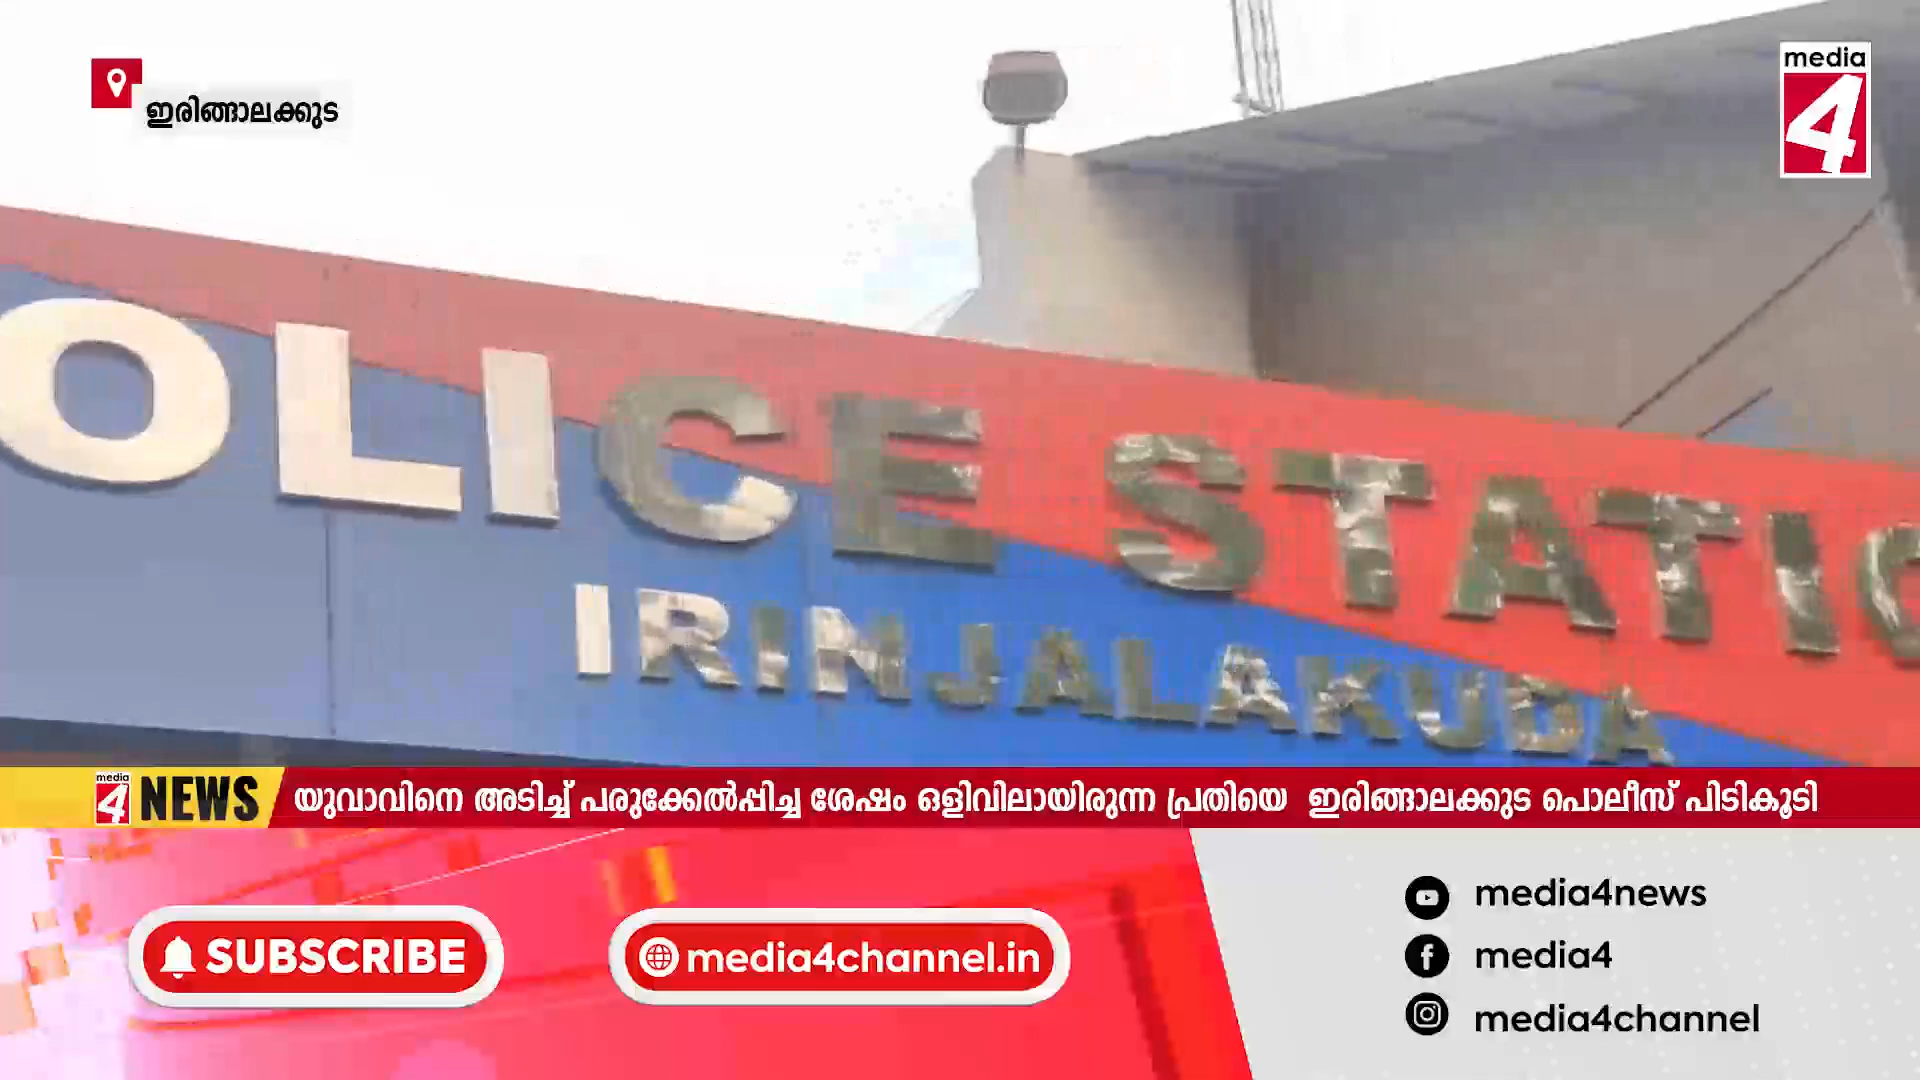 media
4
ഇരിങ്ങാലക്കുട
OLICE STATIO
IRINJALAKUDA
media
4 NEWS
യുവാവിനെ അടിച്ച് പരുക്കേൽപ്പിച്ച ശേഷം ഒളിവിലായിരുന്ന പ്രതിയെ ഇരിങ്ങാലക്കുട പൊലീസ് പിടികൂടി
SUBSCRIBE
media4channel.in
media4news
media4
media4channel